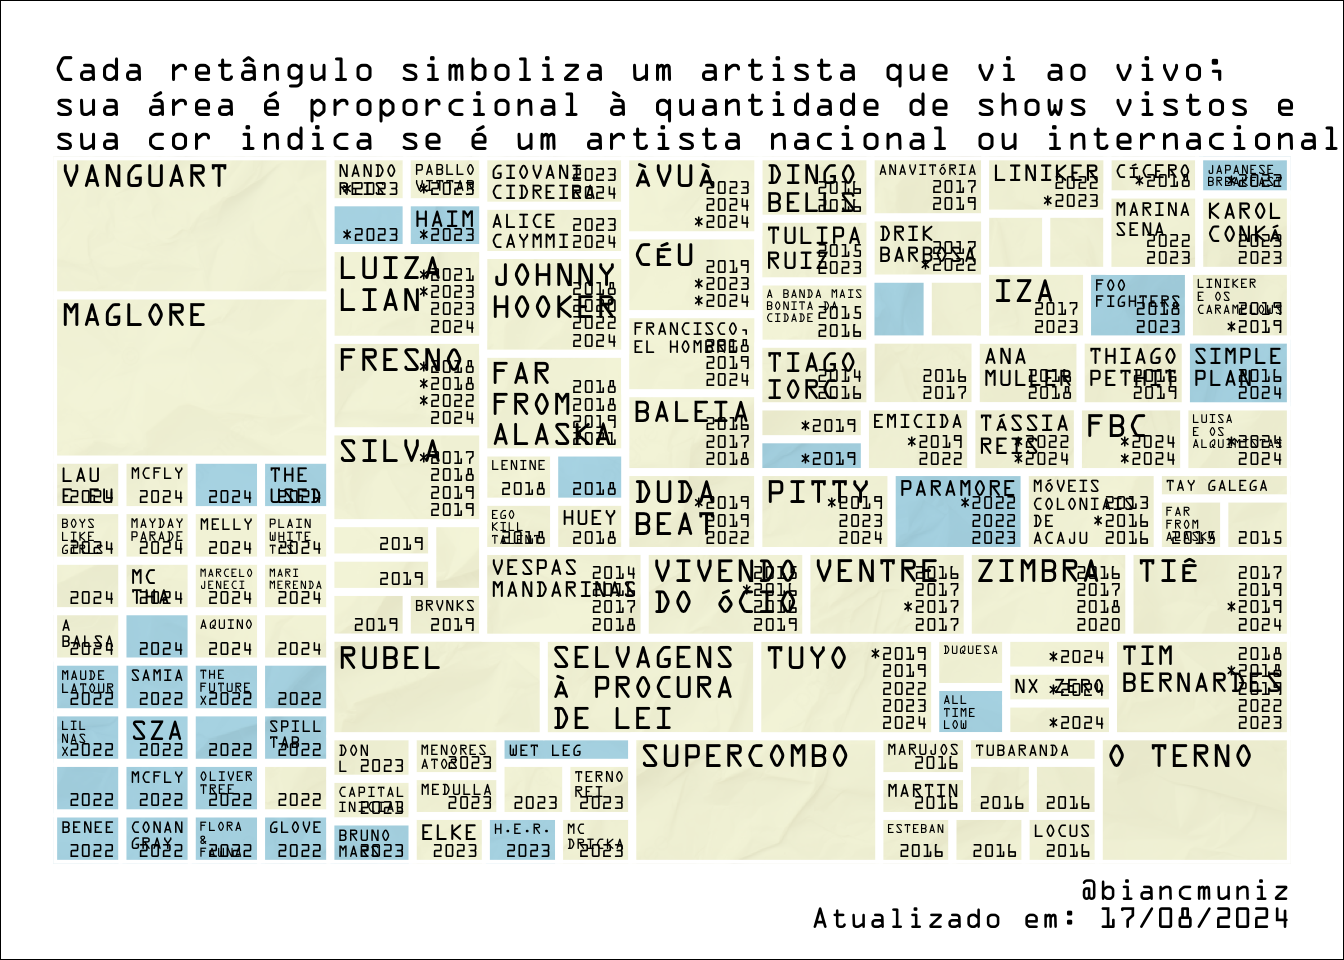 Cada retângulo simboliza um artista que vi ao vivo;
sua área é proporcional à quantidade de shows vistos e
sua cor indica se é um artista nacional ou internacional
VANGUART
MAGLORE
LAU
E EU
2024
MCFLY
2024
2024
THE
USED
2024
BOYS
LIKE
GIRLS
2024
MAYDAY
PARADE
2024
MELLY
2024
PLAIN
WHITE
T'S
2024
2024
MC
THA
2024
MARCELO
JENECI
2024
MARI
MERENDA
2024
A
BALSA
2024
2024
AQUINO
2024
2024
MAUDE
LATOUR
2022
SAMIA
2022
THE
FUTURE
X2022
2022
LIL
NAS
X2022
SZA
2022
2022
SPILL
TAB
2022
2022
MCFLY
2022
OLIVER
TREE
2022
2022
BENEE
2022
CONAN
GRAY
2022
FLORA
&
FAUNA
2022
GLOVE
2022
NANDO
REIS
*2023
PABLLO
VITTAR
*2023
*2023
HAIM
*2023
LUIZA
LIAN
*2021
*2023
2023
2023
2024
FRESNO
*2018
*2018
*2022
2024
SILVA
*2017
2018
2019
2019
2019
2019
2019
BRVNKS
2019
GIOVANI
CIDREIRA
2023
2024
ALICE
CAYMMI
2023
2024
JOHNNY
HOOKER
2018
2020
2022
2024
FAR
FROM
ALASKA
2018
2018
2019
2021
LENINE
2018
2018
EGO
KILL
TALENT
2018
HUEY
2018
ÀVUÀ
2023
2024
*2024
CÉU
2019
*2023
*2024
FRANCISCO,
EL HOMBRE
2018
2019
2024
BALEIA
2016
2017
2018
DUDA
BEAT
*2019
2019
2022
DINGO
BELLS
2016
2016
TULIPA
RUIZ
2015
2023
A BANDA MAIS
BONITA DA
CIDADE
2015
2016
TIAGO
IORC
2014
2016
*2019
*2019
PITTY
*2019
2023
2024
ANAVITÓRIA
2017
2019
DRIK
BARBOSA
2017
*2022
2016
2017
EMICIDA
*2019
2022
PARAMORE
*2022
2022
2023
LINIKER
2022
*2023
IZA
2017
2023
ANA
MULLER
2016
2018
TÁSSIA
REIS
*2022
2024
MÓVEIS
COLONIAIS
DE
ACAJU
2013
*2016
2016
CÍCERO
*2018
JAPANESE
BREAKFAST
*2022
MARINA
SENA
2022
2023
KAROL
CONKÁ
2023
2023
FOO
FIGHTERS
2018
2023
LINIKER
E OS
CARAMELOWS
2019
*2019
THIAGO
PETHIT
2016
2019
SIMPLE
PLAN
2016
2024
FBC
*2024
*2024
LUISA
E OS
ALQUIMISTAS
*2024
2024
TAY GALEGA
FAR
FROM
ALASKA
2015
2015
VESPAS
MANDARINAS
2014
2016
2017
2018
VIVENDO
DO ÓCIO
2016
*2016
2016
2019
VENTRE
2016
2017
*2017
2017
ZIMBRA
*2016
2017
2018
2020
TIÊ
2017
2017
*2019
2024
RUBEL
SELVAGENS
À PROCURA
DE LEI
TUYO
*2019
2019
2022
2023
2024
DUQUESA
ALL
TIME
LOW
*2024
NX ZERO
*2024
*2024
TIM
BERNARDES
2018
*2018
2019
2022
2023
DON
L
2023
MENORES
ATOS
2023
WET LEG
CAPITAL
INICIAL
2023
MEDULLA
2023
2023
TERNO
REI
2023
BRUNO
MARS
2023
ELKE
2023
H.E.R.
2023
MC
DRICKA
2023
SUPERCOMBO
MARUJOS
2016
TUBARANDA
MARTIN
2016
2016
2016
ESTEBAN
2016
2016
LOCUS
2016
O TERNO
@biancmuniz
Atualizado em: 17/08/2024